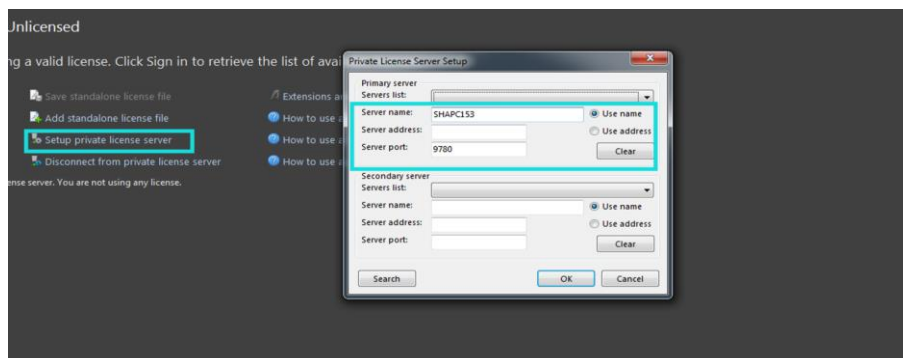 Unlicensed
ng a valid license. Click Sign in to retrieve the list of avai
Save standalone license file
Extensions a
Add standalone license file
How to use a
Setup private license server
How to use a
Disconnect from private license server
How to use a
ense server. You are not using any license.
Private License Server Setup
Primary server
Servers list:
Server name: SHAPC153 Use name
Server address: Use address
Server port: 9780 Clear
Secondary server
Servers list:
Server name: Use name
Server address: Use address
Server port: Clear
Search OK Cancel